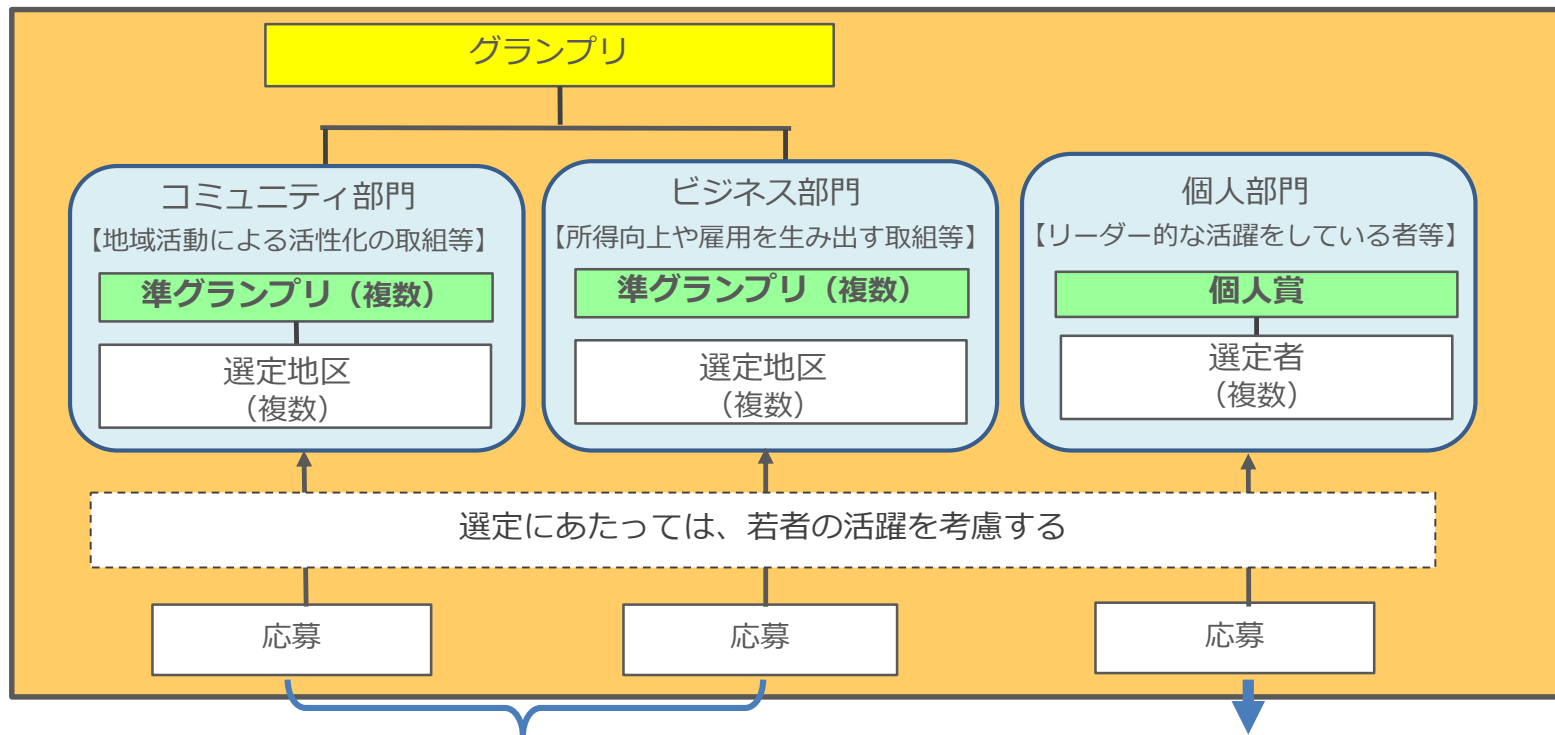 グランプリ
コミュニティ部門
【地域活動による活性化の取組等】
準グランプリ（複数）
選定地区
（複数）
ビジネス部門
【所得向上や雇用を生み出す取組等】
準グランプリ（複数）
選定地区
（複数）
個人部門
【リーダー的な活躍をしている者等】
個人賞
選定者
（複数）
選定にあたっては、若者の活躍を考慮する
応募
応募
応募